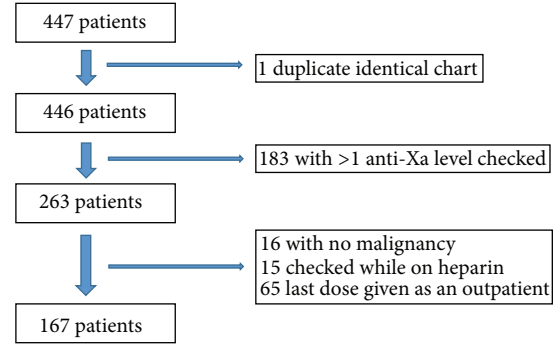 447 patients
1 duplicate identical chart
446 patients
183 with >1 anti-Xa level checked
263 patients
16 with no malignancy
15 checked while on heparin
65 last dose given as an outpatient
167 patients